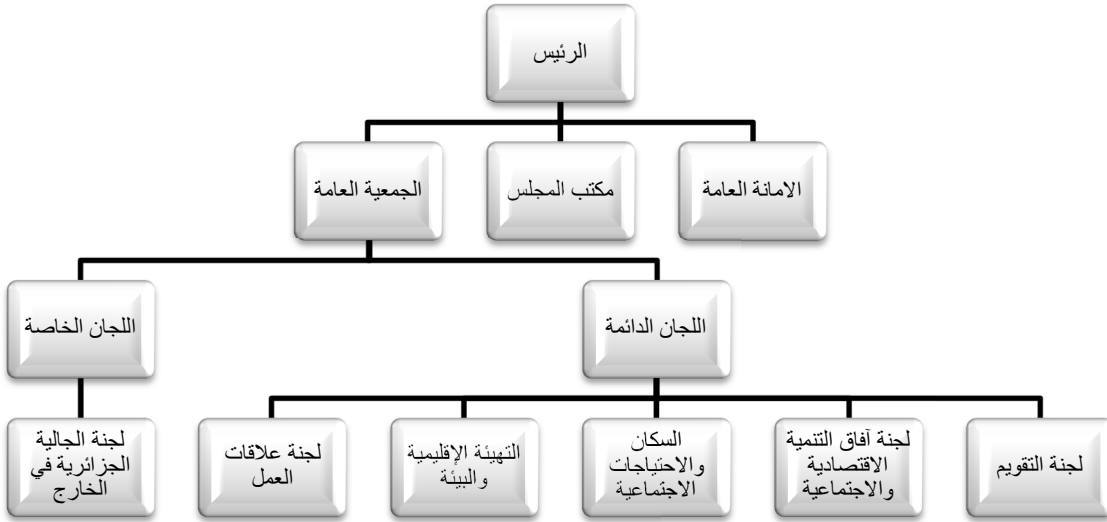 الرئيس
الامانة العامة
مكتب المجلس
الجمعية العامة
اللجان الدائمة
اللجان الخاصة
لجنة التقويم
لجنة آفاق التنمية
الاقتصادية
والاجتماعية
السكان
والاحتياجات
الاجتماعية
التهيئة الإقليمية
والبيئة
لجنة علاقات
العمل
لجنة الجالية
الجزائرية في
الخارج